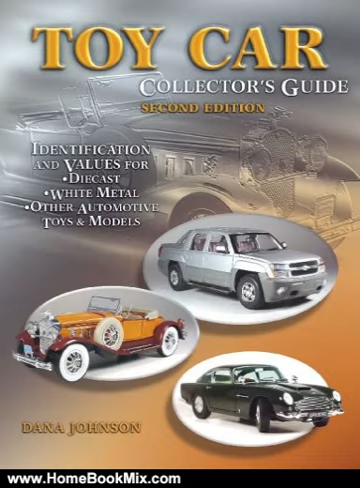 TOY CAR
COLLECTOR'S GUIDE
SECOND EDITION
IDENTIFICATION
AND VALUES FOR
•DIECAST
•WHITE METAL
•OTHER AUTOMOTIVE
TOYS & MODELS
DANA JOHNSON
www.HomeBookMix.com